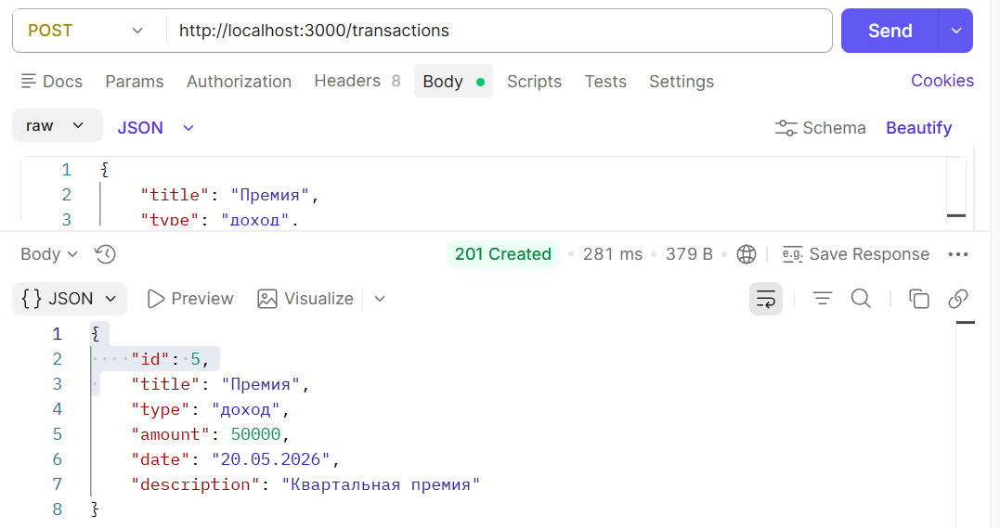 POST http://localhost:3000/transactions Send
Docs Params Authorization Headers 8 Body Scripts Tests Settings Cookies
raw JSON Schema Beautify
1 {
2 "title": "Премия",
3 "type": "доход",
Body 201 Created 281 ms 379 B e.g. Save Response
{} JSON Preview Visualize
1 {
2 "id": 5,
3 "title": "Премия",
4 "type": "доход",
5 "amount": 50000,
6 "date": "20.05.2026",
7 "description": "Квартальная премия"
8 }